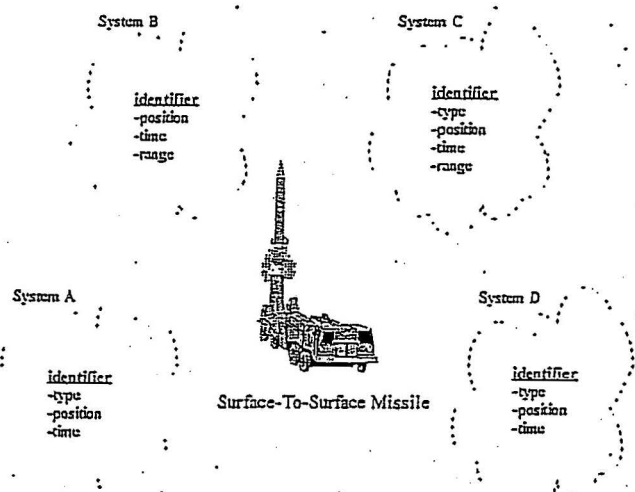 System B
identifier
-position
-time
-range
System C
identifier
-type
-position
-time
-range
System A
identifier
-type
-position
-time
Surface-To-Surface Missile
System D
identifier
-type
-position
-time